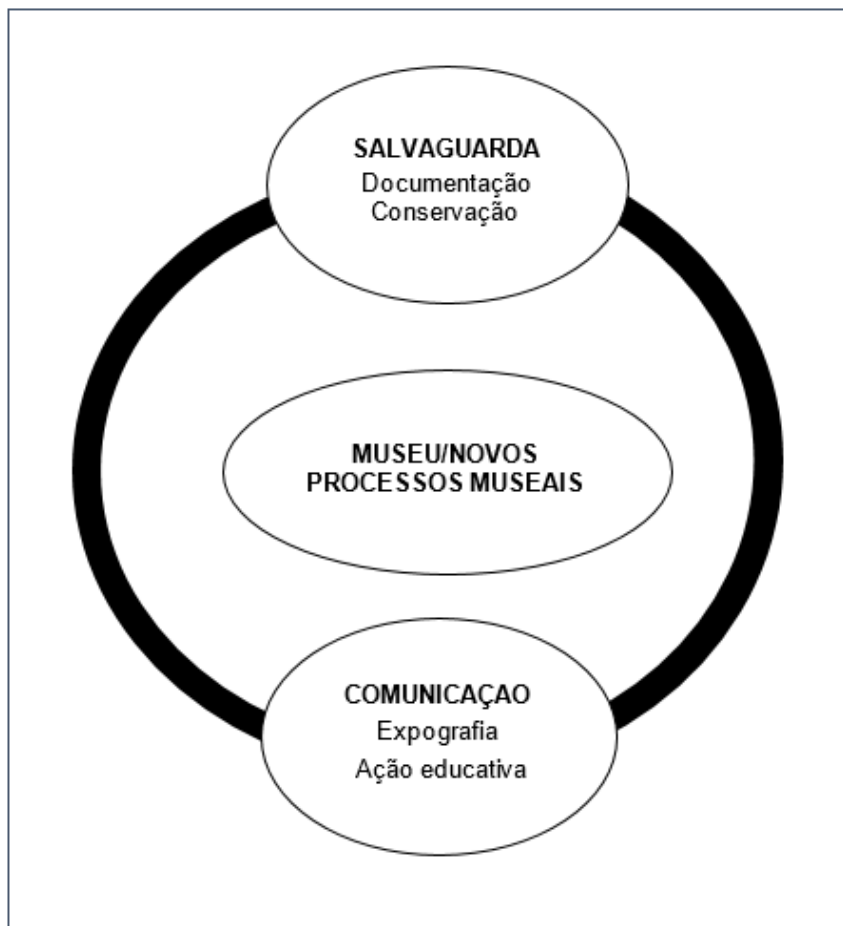 SALVAGUARDA
Documentação
Conservação
MUSEU/NOVOS
PROCESSOS MUSEAIS
COMUNICAÇAO
Expografia
Ação educativa